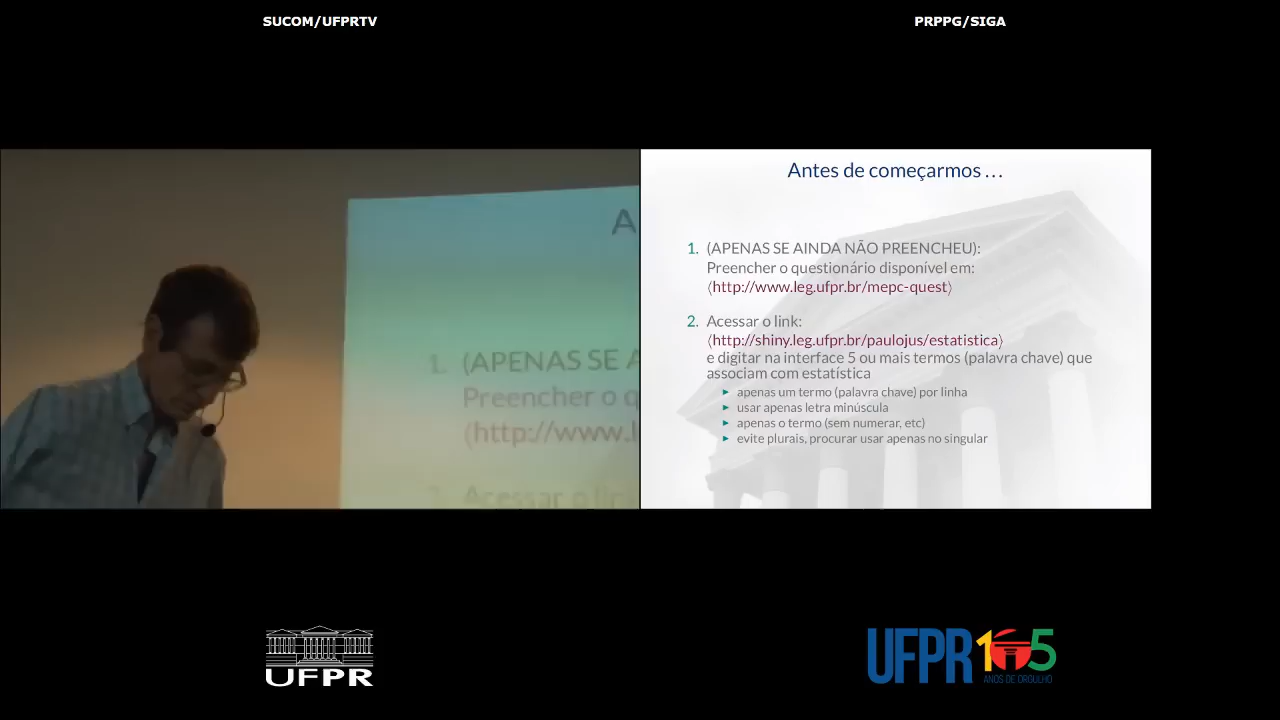 SUCOM/UFPRTV
PRPPG/SIGA
A
1. (APENAS SE A
Preencher o q
(http://www.l
2. Acessar o link
Antes de começarmos . . .
1. (APENAS SE AINDA NÃO PREENCHEU):
Preencher o questionário disponível em:
⟨http://www.leg.ufpr.br/mepc-quest⟩
2. Acessar o link:
⟨http://shiny.leg.ufpr.br/paulojus/estatistica⟩
e digitar na interface 5 ou mais termos (palavra chave) que
associam com estatística
apenas um termo (palavra chave) por linha
usar apenas letra minúscula
apenas o termo (sem numerar, etc)
evite plurais, procurar usar apenas no singular
UFPR
UFPR 105
ANOS DE ORGULHO